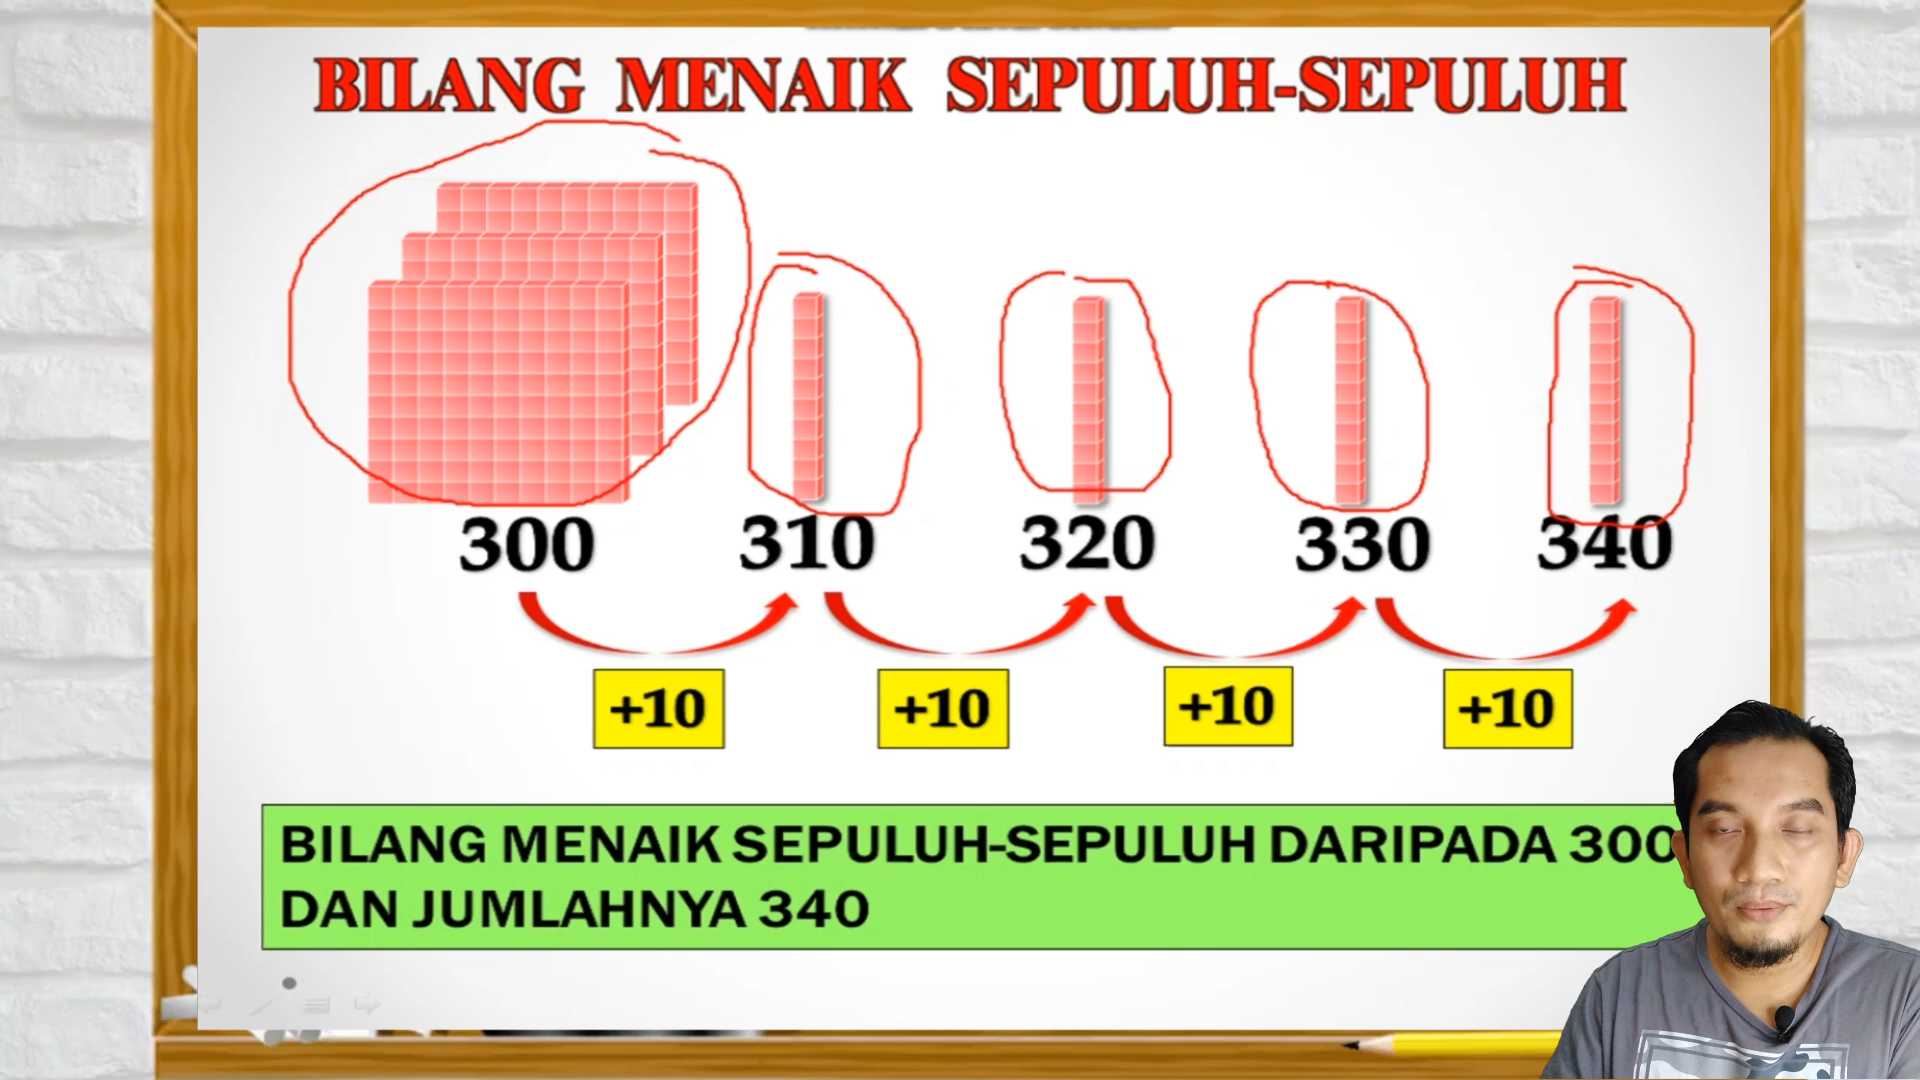 BILANG MENAIK SEPULUH-SEPULUH
300 310 320 330 340
+10 +10 +10 +10
BILANG MENAIK SEPULUH-SEPULUH DARIPADA 300
DAN JUMLAHNYA 340